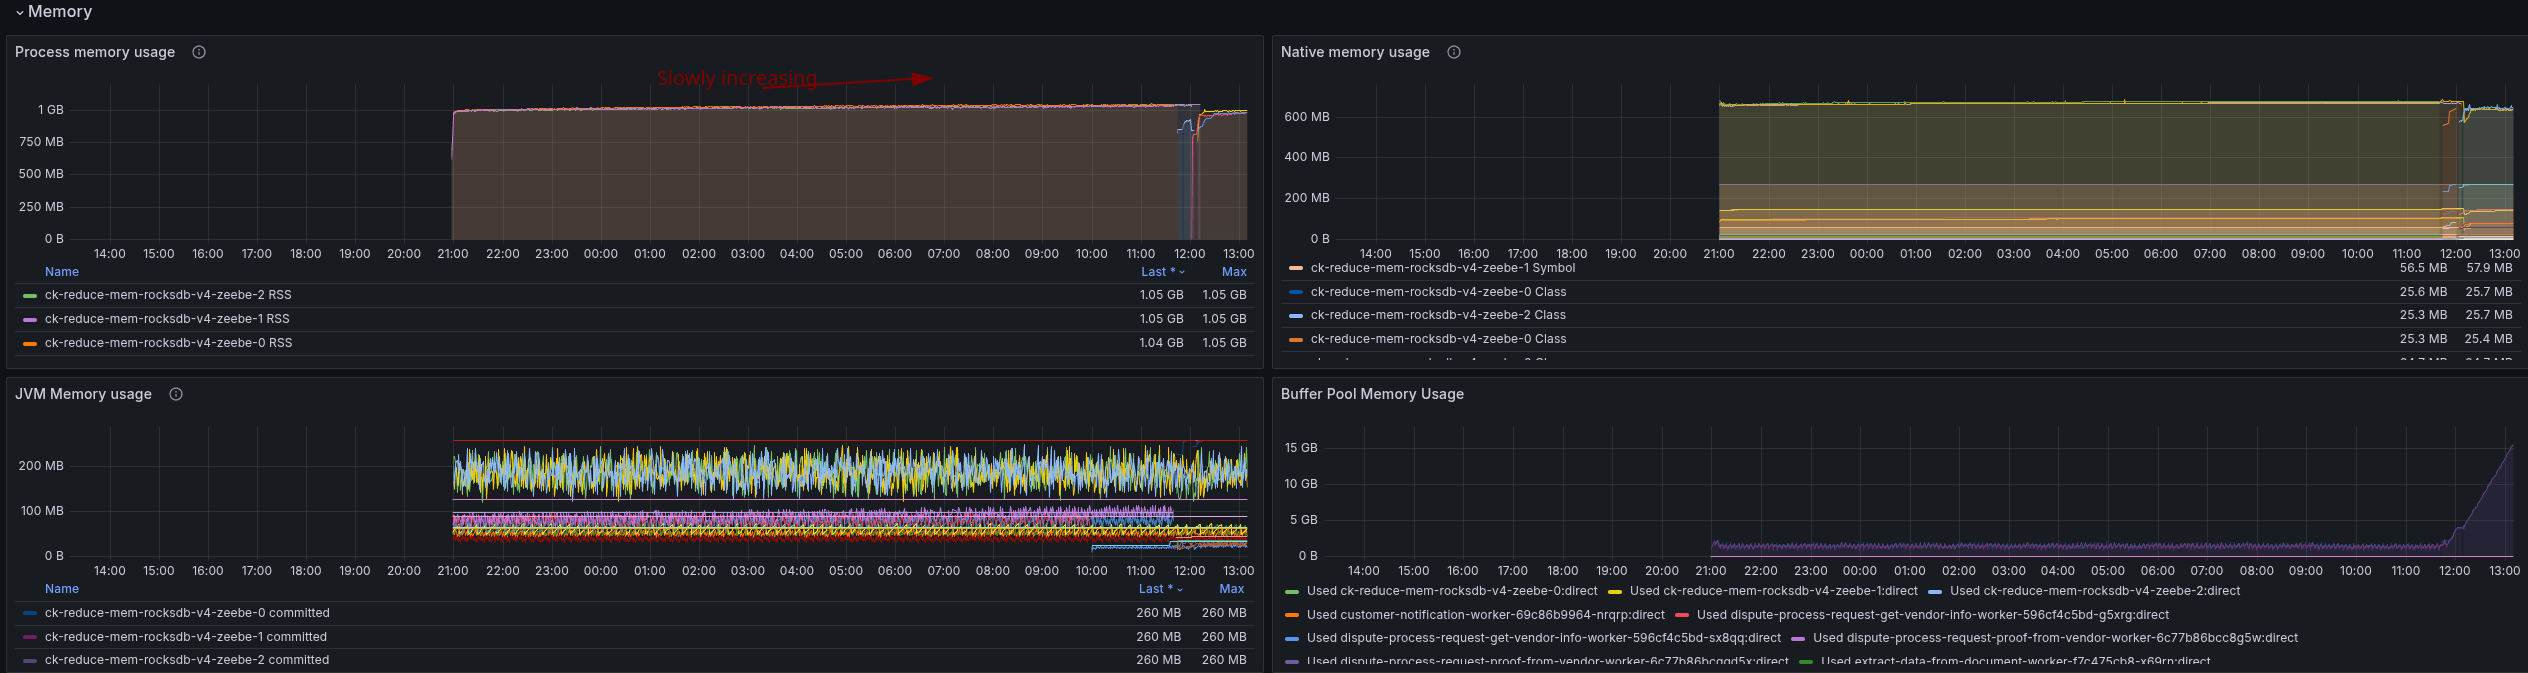 Memory
Process memory usage
Slowly increasing
1 GB
750 MB
500 MB
250 MB
0 B
14:00 15:00 16:00 17:00 18:00 19:00 20:00 21:00 22:00 23:00 00:00 01:00 02:00 03:00 04:00 05:00 06:00 07:00 08:00 09:00 10:00 11:00 12:00 13:00
Name Last * Max
ck-reduce-mem-rocksdb-v4-zeebe-2 RSS 1.05 GB 1.05 GB
ck-reduce-mem-rocksdb-v4-zeebe-1 RSS 1.05 GB 1.05 GB
ck-reduce-mem-rocksdb-v4-zeebe-0 RSS 1.04 GB 1.05 GB
Native memory usage
600 MB
400 MB
200 MB
0 B
14:00 15:00 16:00 17:00 18:00 19:00 20:00 21:00 22:00 23:00 00:00 01:00 02:00 03:00 04:00 05:00 06:00 07:00 08:00 09:00 10:00 11:00 12:00 13:00
ck-reduce-mem-rocksdb-v4-zeebe-1 Symbol 56.5 MB 57.9 MB
ck-reduce-mem-rocksdb-v4-zeebe-0 Class 25.6 MB 25.7 MB
ck-reduce-mem-rocksdb-v4-zeebe-2 Class 25.3 MB 25.7 MB
ck-reduce-mem-rocksdb-v4-zeebe-0 Class 25.3 MB 25.4 MB
JVM Memory usage
200 MB
100 MB
0 B
14:00 15:00 16:00 17:00 18:00 19:00 20:00 21:00 22:00 23:00 00:00 01:00 02:00 03:00 04:00 05:00 06:00 07:00 08:00 09:00 10:00 11:00 12:00 13:00
Name Last * Max
ck-reduce-mem-rocksdb-v4-zeebe-0 committed 260 MB 260 MB
ck-reduce-mem-rocksdb-v4-zeebe-1 committed 260 MB 260 MB
ck-reduce-mem-rocksdb-v4-zeebe-2 committed 260 MB 260 MB
Buffer Pool Memory Usage
15 GB
10 GB
5 GB
0 B
14:00 15:00 16:00 17:00 18:00 19:00 20:00 21:00 22:00 23:00 00:00 01:00 02:00 03:00 04:00 05:00 06:00 07:00 08:00 09:00 10:00 11:00 12:00 13:00
Used ck-reduce-mem-rocksdb-v4-zeebe-0:direct Used ck-reduce-mem-rocksdb-v4-zeebe-1:direct Used ck-reduce-mem-rocksdb-v4-zeebe-2:direct
Used customer-notification-worker-69c86b9964-nrqrp:direct Used dispute-process-request-get-vendor-info-worker-596cf4c5bd-g5xrg:direct
Used dispute-process-request-get-vendor-info-worker-596cf4c5bd-sx8qq:direct Used dispute-process-request-proof-from-vendor-worker-6c77b86bcc8g5w:direct
Used dispute-process-request-proof-from-vendor-worker-6c77b86bcgqd5x:direct Used extract-data-from-document-worker-f7c475cb8-x69rn:direct